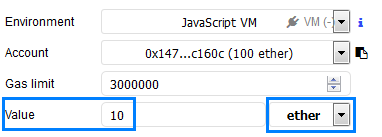 Environment JavaScript VM VM (-)
Account 0x147...c160c (100 ether)
Gas limit 3000000
Value 10 ether